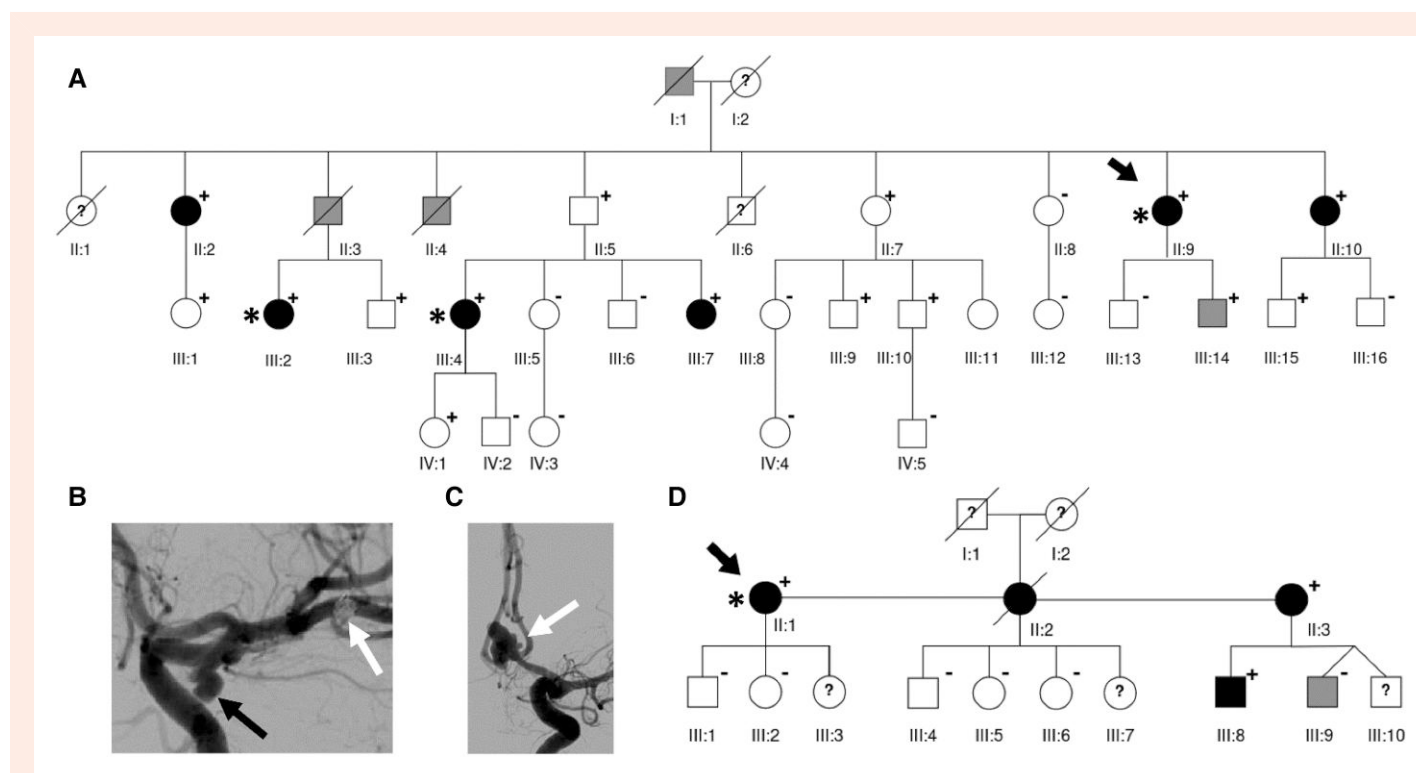 A
?
I:1 I:2
? + ? + + - + +
* 
II:1 II:2 II:3 II:4 II:5 II:6 II:7 II:8 II:9 II:10
+ + + + - - + - + + - - + + -
* *
III:1 III:2 III:3 III:4 III:5 III:6 III:7 III:8 III:9 III:10 III:11 III:12 III:13 III:14 III:15 III:16
+ - - - -
IV:1 IV:2 IV:3 IV:4 IV:5
B C D
? ?
I:1 I:2
* + +
II:1 II:2 II:3
- - ? - - - ? + - ?
III:1 III:2 III:3 III:4 III:5 III:6 III:7 III:8 III:9 III:10